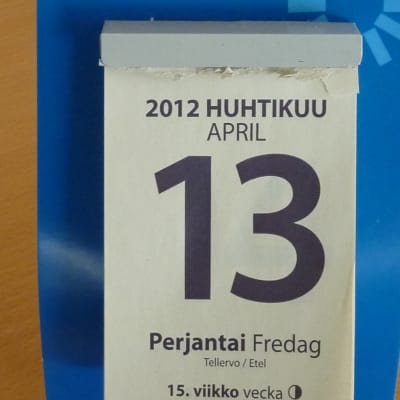 2012 HUHTIKUU
APRIL
13
Perjantai Fredag
Tellervo / Etel
15. viikko vecka